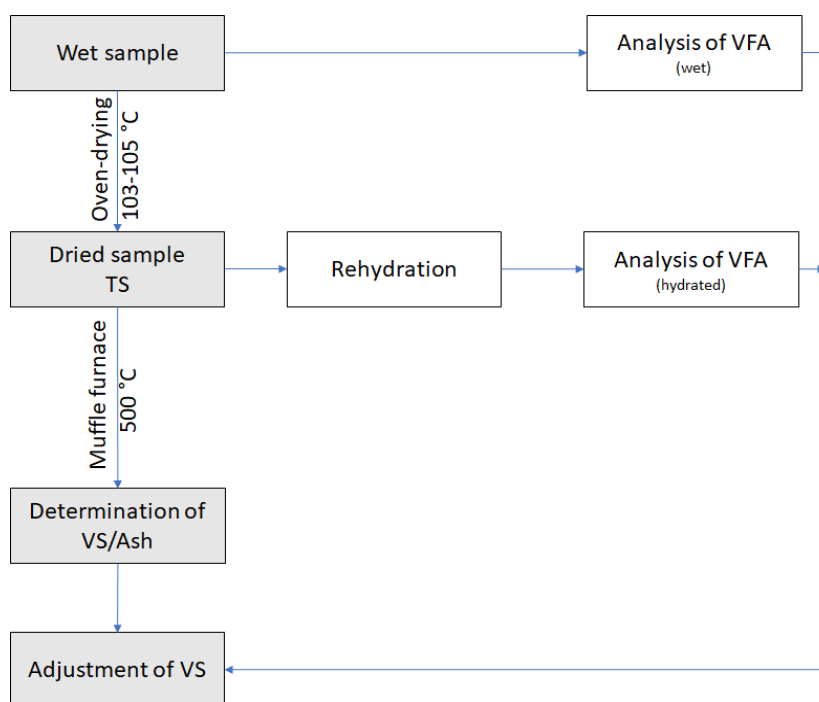 Wet sample
Analysis of VFA
(wet)
Oven-drying
103-105 °C
Dried sample
TS
Rehydration
Analysis of VFA
(hydrated)
Muffle furnace
500 °C
Determination of
VS/Ash
Adjustment of VS